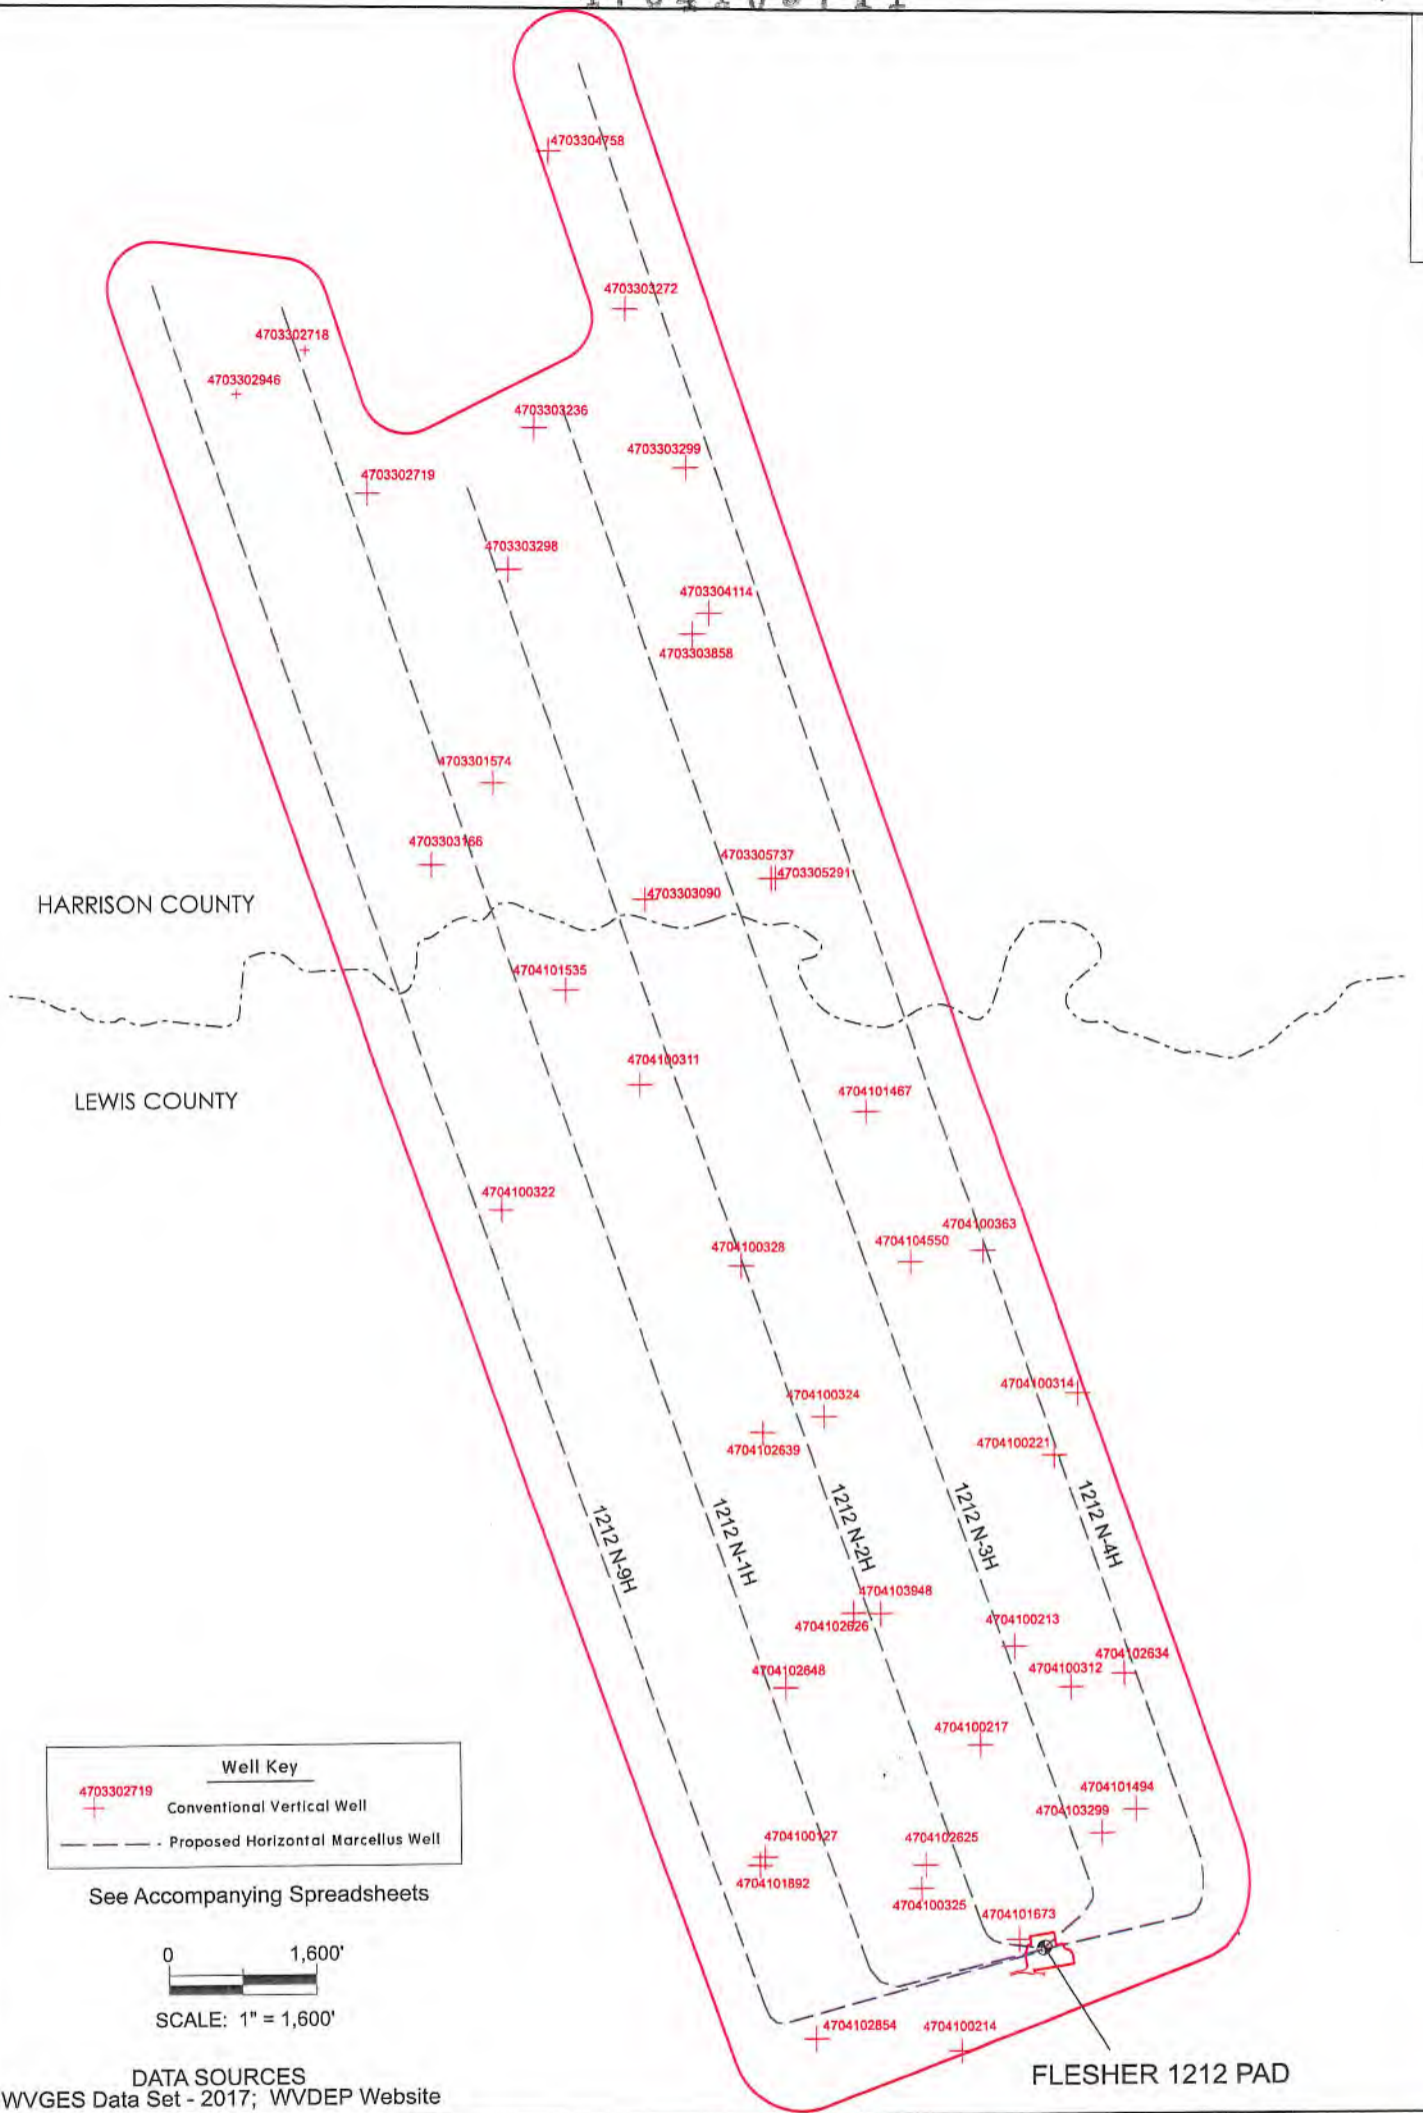 4703304758
4703303272
4703302718
4703302946
4703303236
4703303299
4703302719
4703303298
4703304114
4703303858
4703301574
4703303166
4703305737
4703305291
4703303090
HARRISON COUNTY
4704101535
4704100311
LEWIS COUNTY
4704101467
4704100322
4704100363
4704104550
4704100328
4704100314
4704100324
4704100221
4704102639
1212 N-9H
1212 N-1H
1212 N-2H
1212 N-3H
1212 N-4H
4704103948
4704102626
4704100213
4704102634
4704102648
4704100312
4704100217
Well Key
4703302719
Conventional Vertical Well
Proposed Horizontal Marcellus Well
4704101494
4704103299
4704100127
4704102625
4704101892
See Accompanying Spreadsheets
4704100325
4704101673
0 1,600'
SCALE: 1" = 1,600'
4704102854
4704100214
FLESHER 1212 PAD
DATA SOURCES
WVGES Data Set - 2017; WVDEP Website